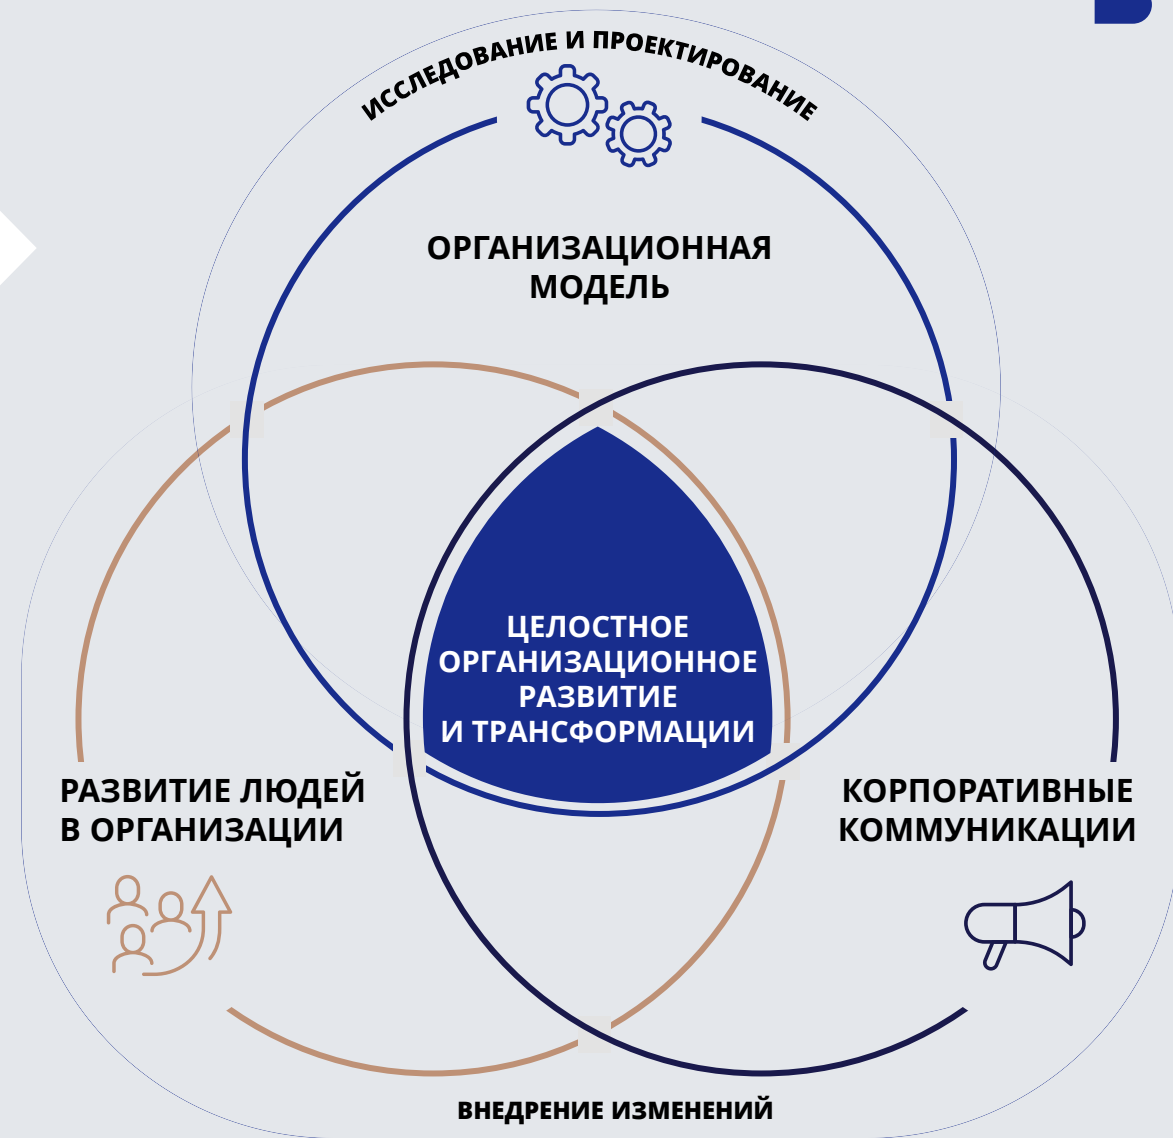 ИССЛЕДОВАНИЕ И ПРОЕКТИРОВАНИЕ
ОРГАНИЗАЦИОННАЯ
МОДЕЛЬ
ЦЕЛОСТНОЕ
ОРГАНИЗАЦИОННОЕ
РАЗВИТИЕ
И ТРАНСФОРМАЦИИ
РАЗВИТИЕ ЛЮДЕЙ
В ОРГАНИЗАЦИИ
КОРПОРАТИВНЫЕ
КОММУНИКАЦИИ
ВНЕДРЕНИЕ ИЗМЕНЕНИЙ